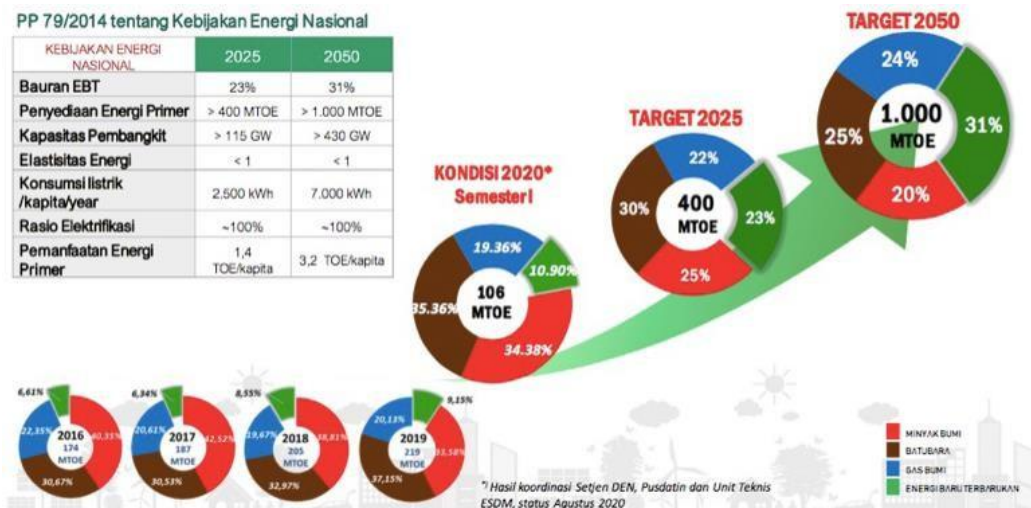 PP 79/2014 tentang Kebijakan Energi Nasional
KEBIJAKAN ENERGI
NASIONAL
2025
2050
Bauran EBT
23%
31%
Penyediaan Energi Primer
> 400 MTOE
> 1.000 MTOE
Kapasitas Pembangkit
> 115 GW
> 430 GW
Elastisitas Energi
< 1
< 1
Konsumsi listrik
/kapita/year
2,500 kWh
7.000 kWh
Rasio Elektrifikasi
~100%
~100%
Pemanfaatan Energi
Primer
1,4
TOE/kapita
3,2 TOE/kapita
KONDISI 2020*
Semester I
19.36%
10.90%
106
MTOE
35.36%
34.38%
TARGET 2025
22%
30%
400
MTOE
23%
25%
TARGET 2050
24%
25%
1.000
MTOE
31%
20%
6,61%
22,35%
2016
174
MTOE
40,35%
30,67%
6,34%
20,61%
2017
187
MTOE
42,52%
30,53%
8,55%
19,67%
2018
205
MTOE
38,81%
32,97%
9,15%
20,13%
2019
219
MTOE
33,58%
37,15%
*) Hasil koordinasi Setjen DEN, Pusdatin dan Unit Teknis
ESDM, status Agustus 2020
MINYAK BUMI
BATUBARA
GAS BUMI
ENERGI BARU TERBARUKAN